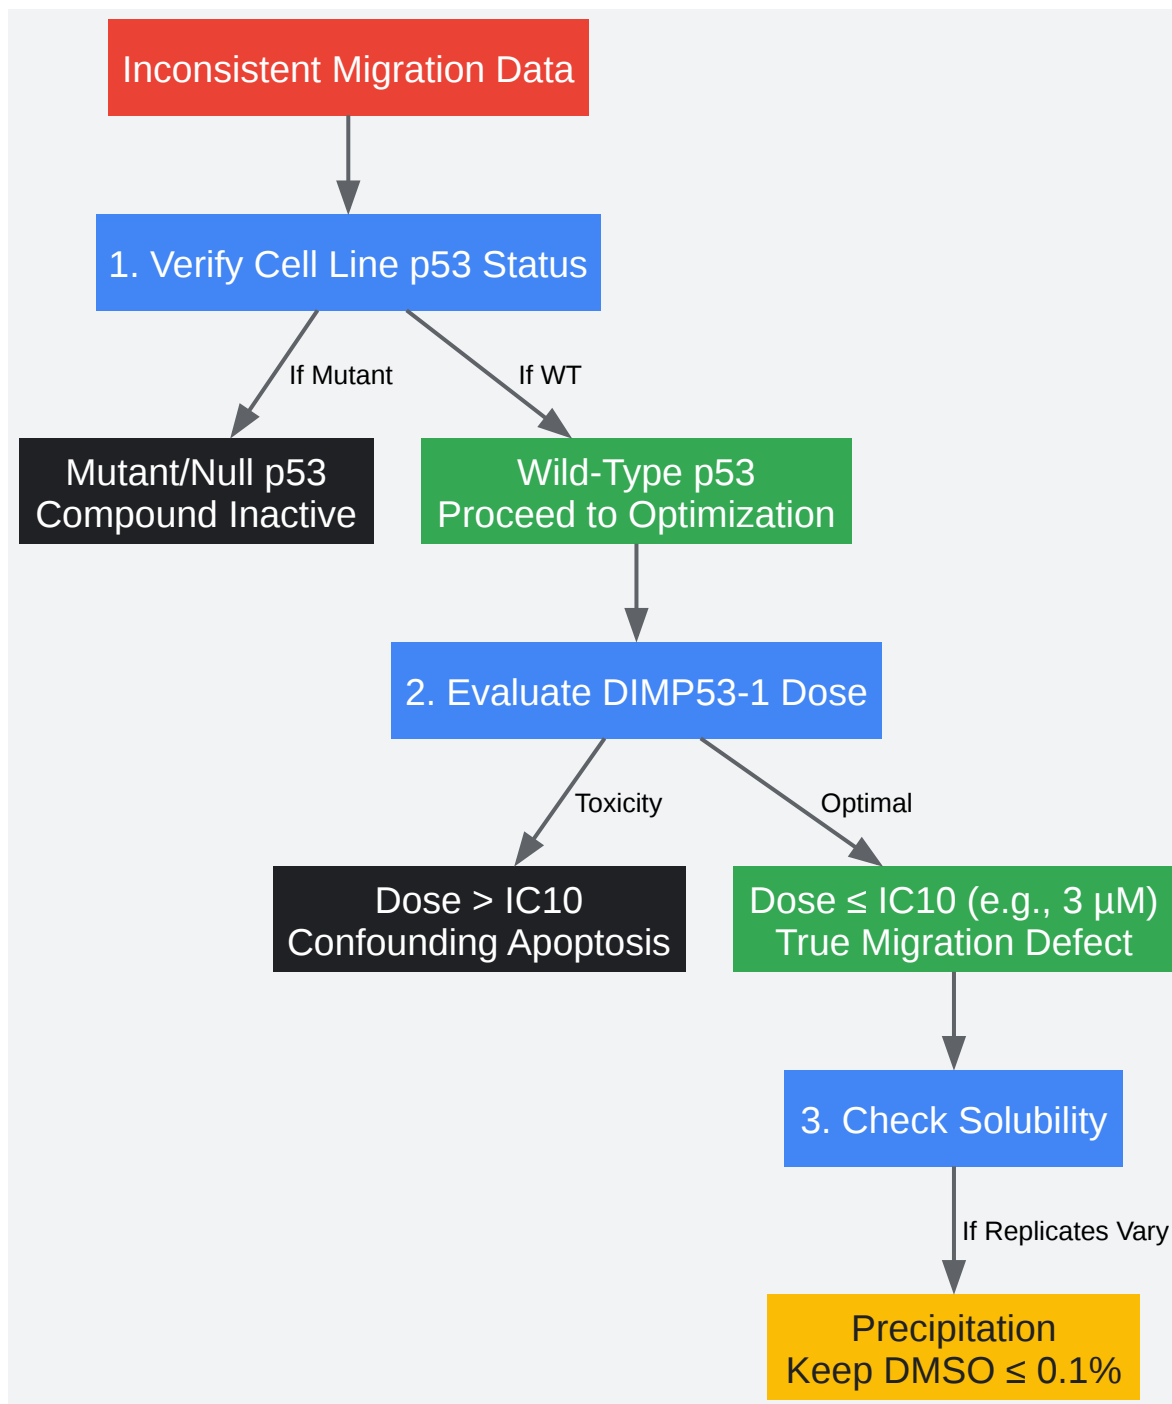 Inconsistent Migration Data
1. Verify Cell Line p53 Status
If Mutant
If WT
Mutant/Null p53
Compound Inactive
Wild-Type p53
Proceed to Optimization
2. Evaluate DIMP53-1 Dose
Toxicity
Optimal
Dose > IC10
Confounding Apoptosis
Dose ≤ IC10 (e.g., 3 µM)
True Migration Defect
3. Check Solubility
If Replicates Vary
Precipitation
Keep DMSO ≤ 0.1%